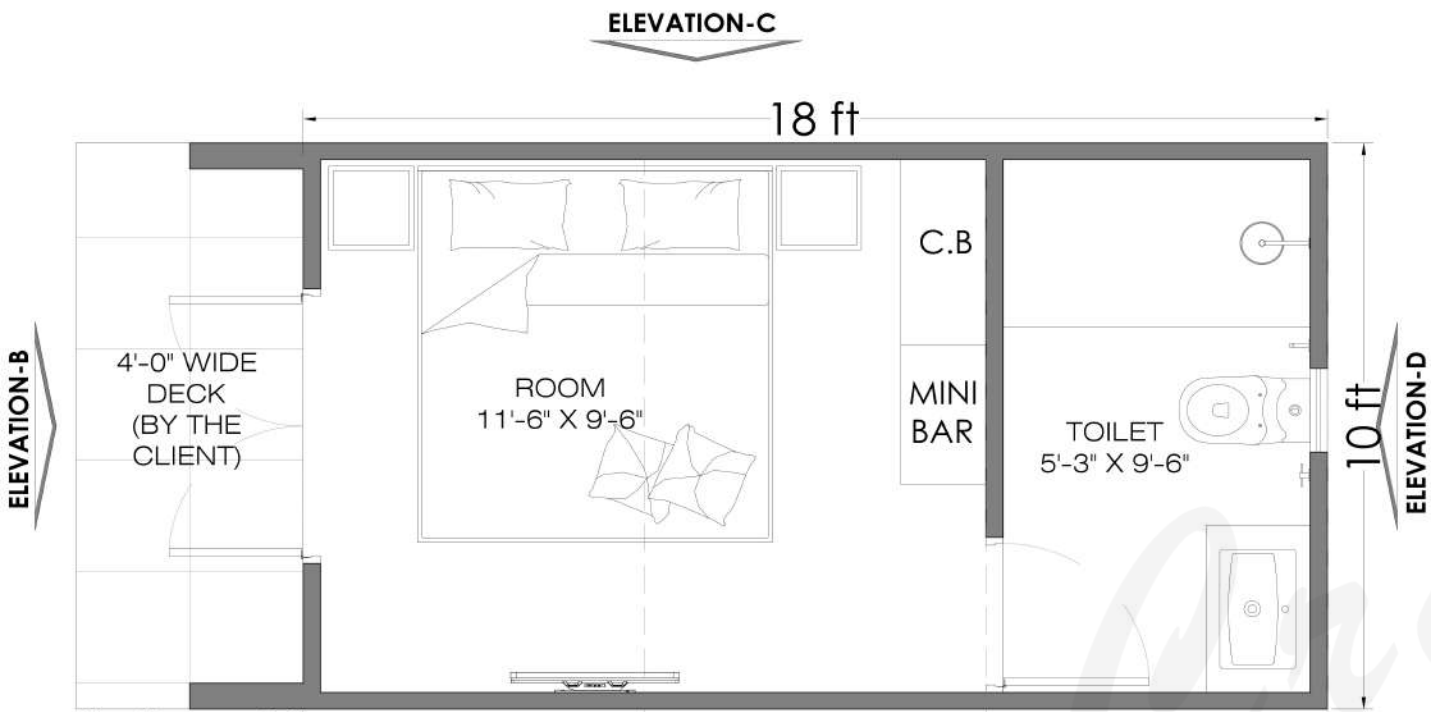 ELEVATION-C
18 ft
C.B
ELEVATION-B
4'-0" WIDE
DECK
(BY THE
CLIENT)
ROOM
11'-6" X 9'-6"
MINI
BAR
TOILET
5'-3" X 9'-6"
10 ft
ELEVATION-D